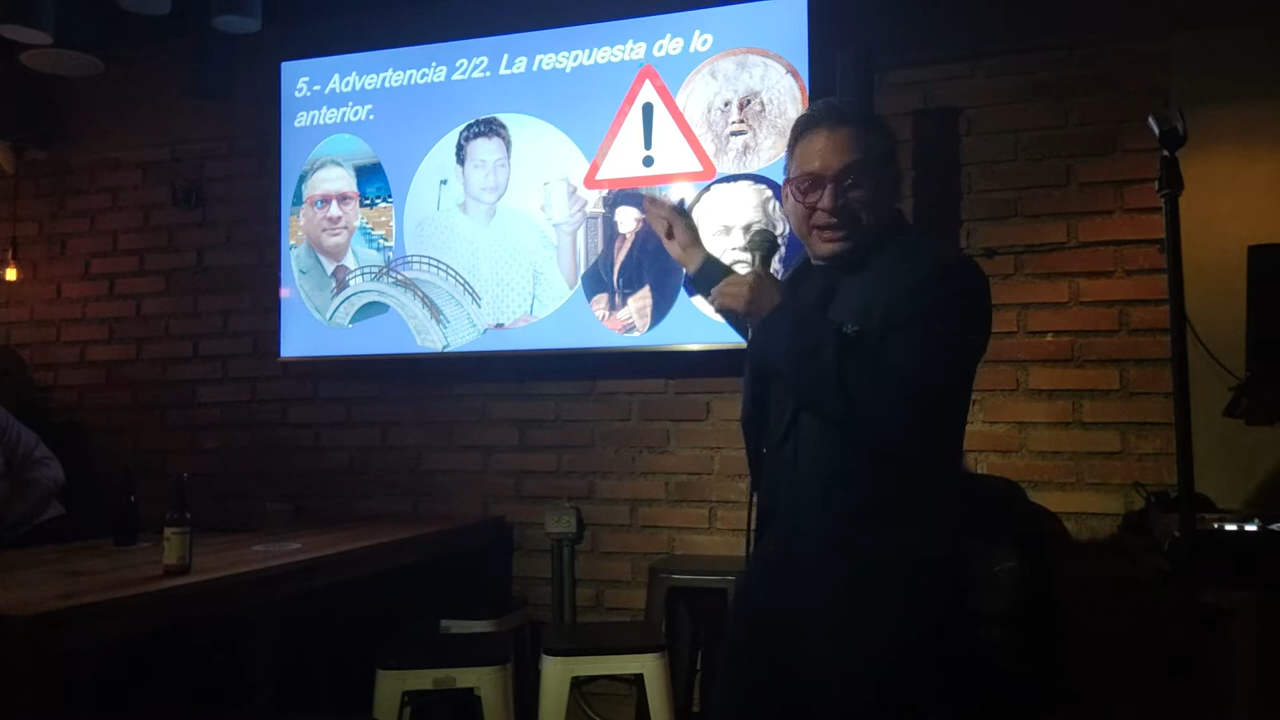 5.- Advertencia 2/2. La respuesta de lo
anterior.